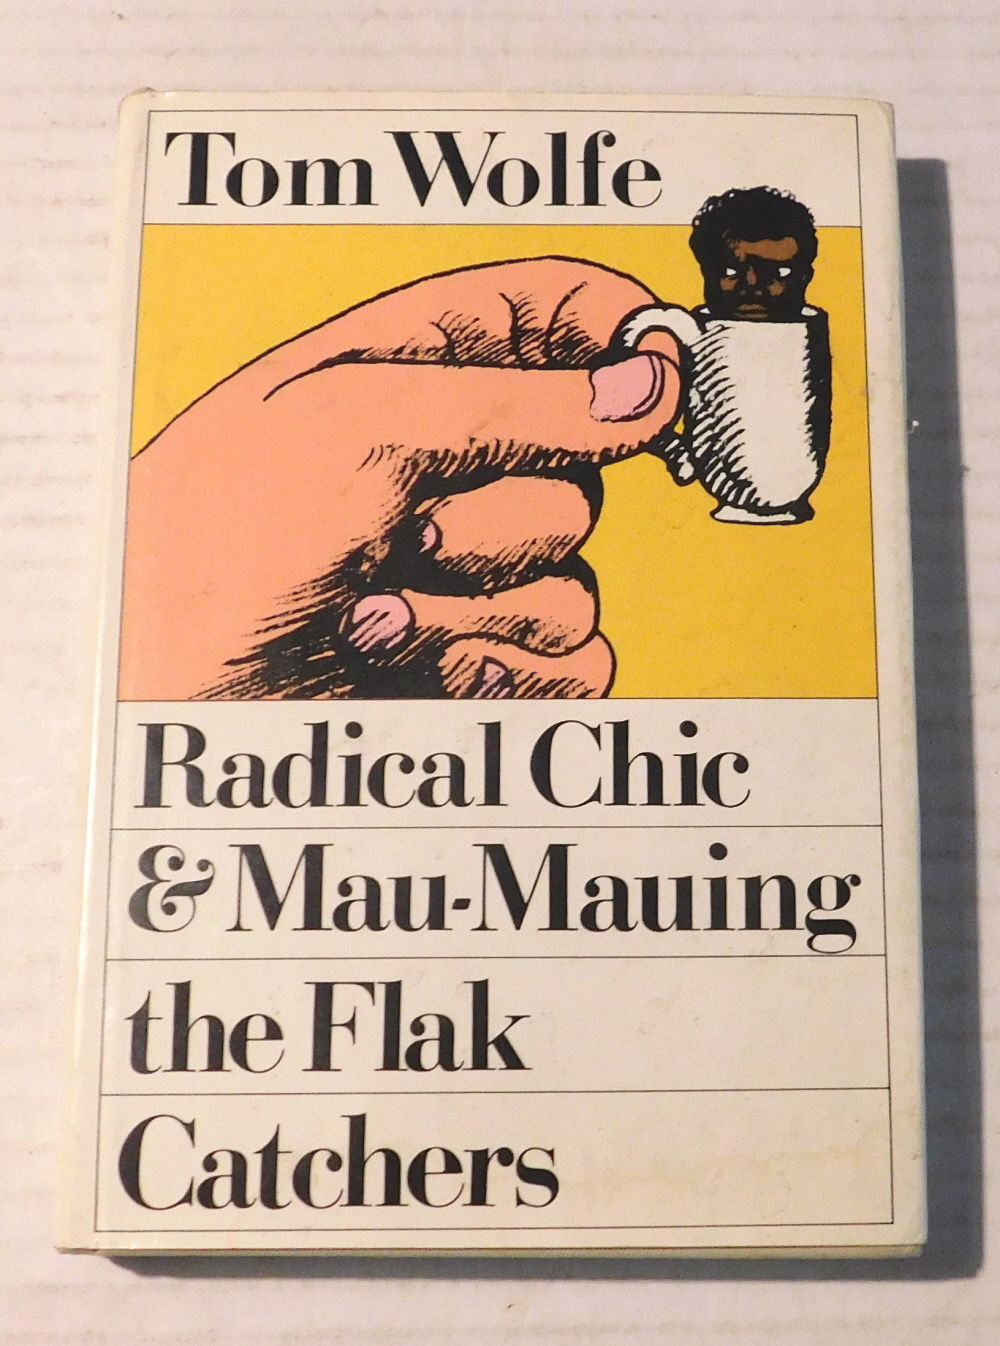 Tom Wolfe
Radical Chic
& Mau-Mauing
the Flak
Catchers